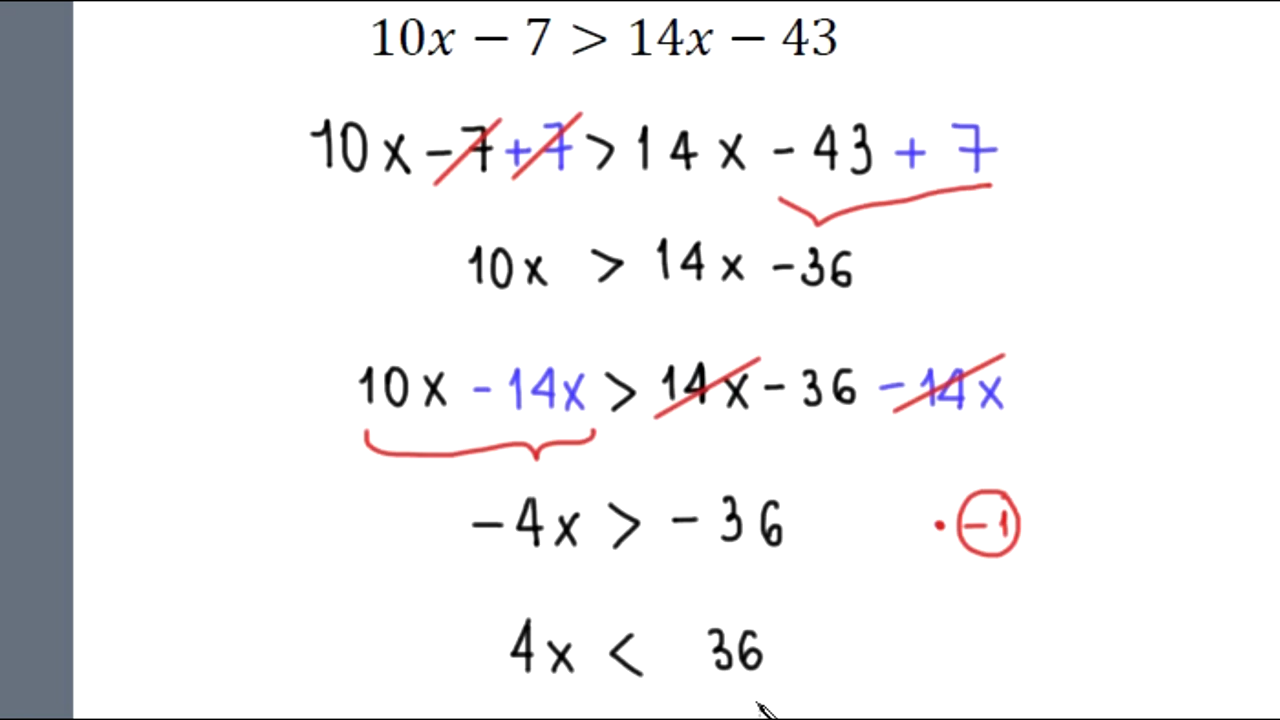 10x − 7 > 14x − 43
10x -7 +7 > 14x - 43 + 7
10x > 14x -36
10x - 14x > 14x - 36 - 14x
-4x > - 36 · -1
4x < 36